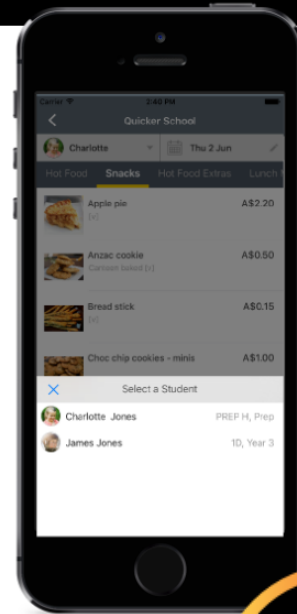 Carrier 2:40 PM
Quicker School
Charlotte Thu 2 Jun
Hot Food Snacks Hot Food Extras Lunch
Apple pie A$2.20
[v]
Anzac cookie A$0.50
Canteen baked [v]
Bread stick A$0.15
[v]
Choc chip cookies - minis A$1.00
Select a Student
Charlotte Jones PREP H, Prep
James Jones 1D, Year 3